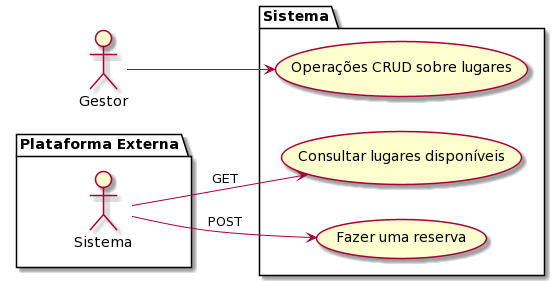 Sistema
Operações CRUD sobre lugares
Gestor
Plataforma Externa
Consultar lugares disponíveis
GET
Sistema
POST
Fazer uma reserva